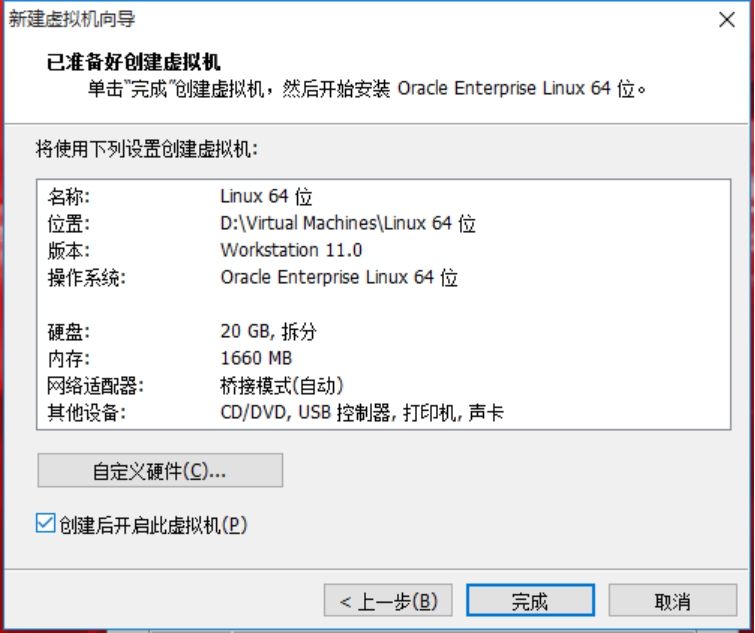 新建虚拟机向导
已准备好创建虚拟机
单击"完成"创建虚拟机，然后开始安装 Oracle Enterprise Linux 64 位。
将使用下列设置创建虚拟机:
名称: Linux 64 位
位置: D:\Virtual Machines\Linux 64 位
版本: Workstation 11.0
操作系统: Oracle Enterprise Linux 64 位
硬盘: 20 GB, 拆分
内存: 1660 MB
网络适配器: 桥接模式(自动)
其他设备: CD/DVD, USB 控制器, 打印机, 声卡
自定义硬件(C)...
创建后开启此虚拟机(P)
< 上一步(B) 完成 取消